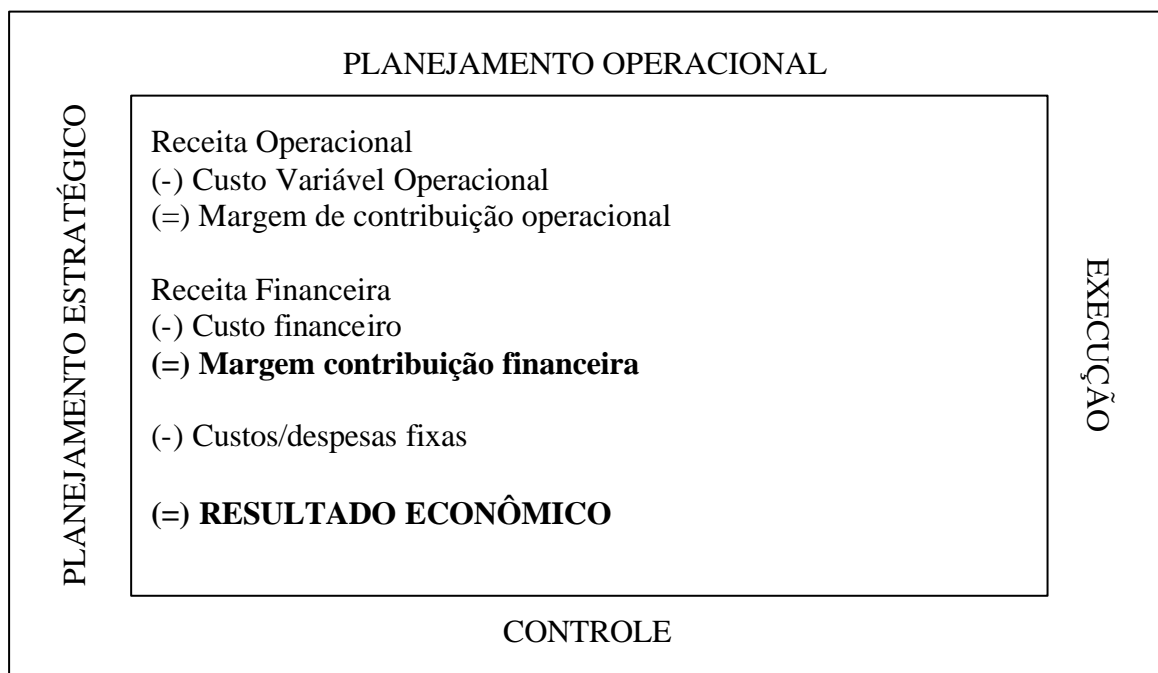 PLANEJAMENTO OPERACIONAL
PLANEJAMENTO ESTRATÉGICO
Receita Operacional
(-) Custo Variável Operacional
(=) Margem de contribuição operacional
Receita Financeira
(-) Custo financeiro
(=) Margem contribuição financeira
(-) Custos/despesas fixas
(=) RESULTADO ECONÔMICO
EXECUÇÃO
CONTROLE